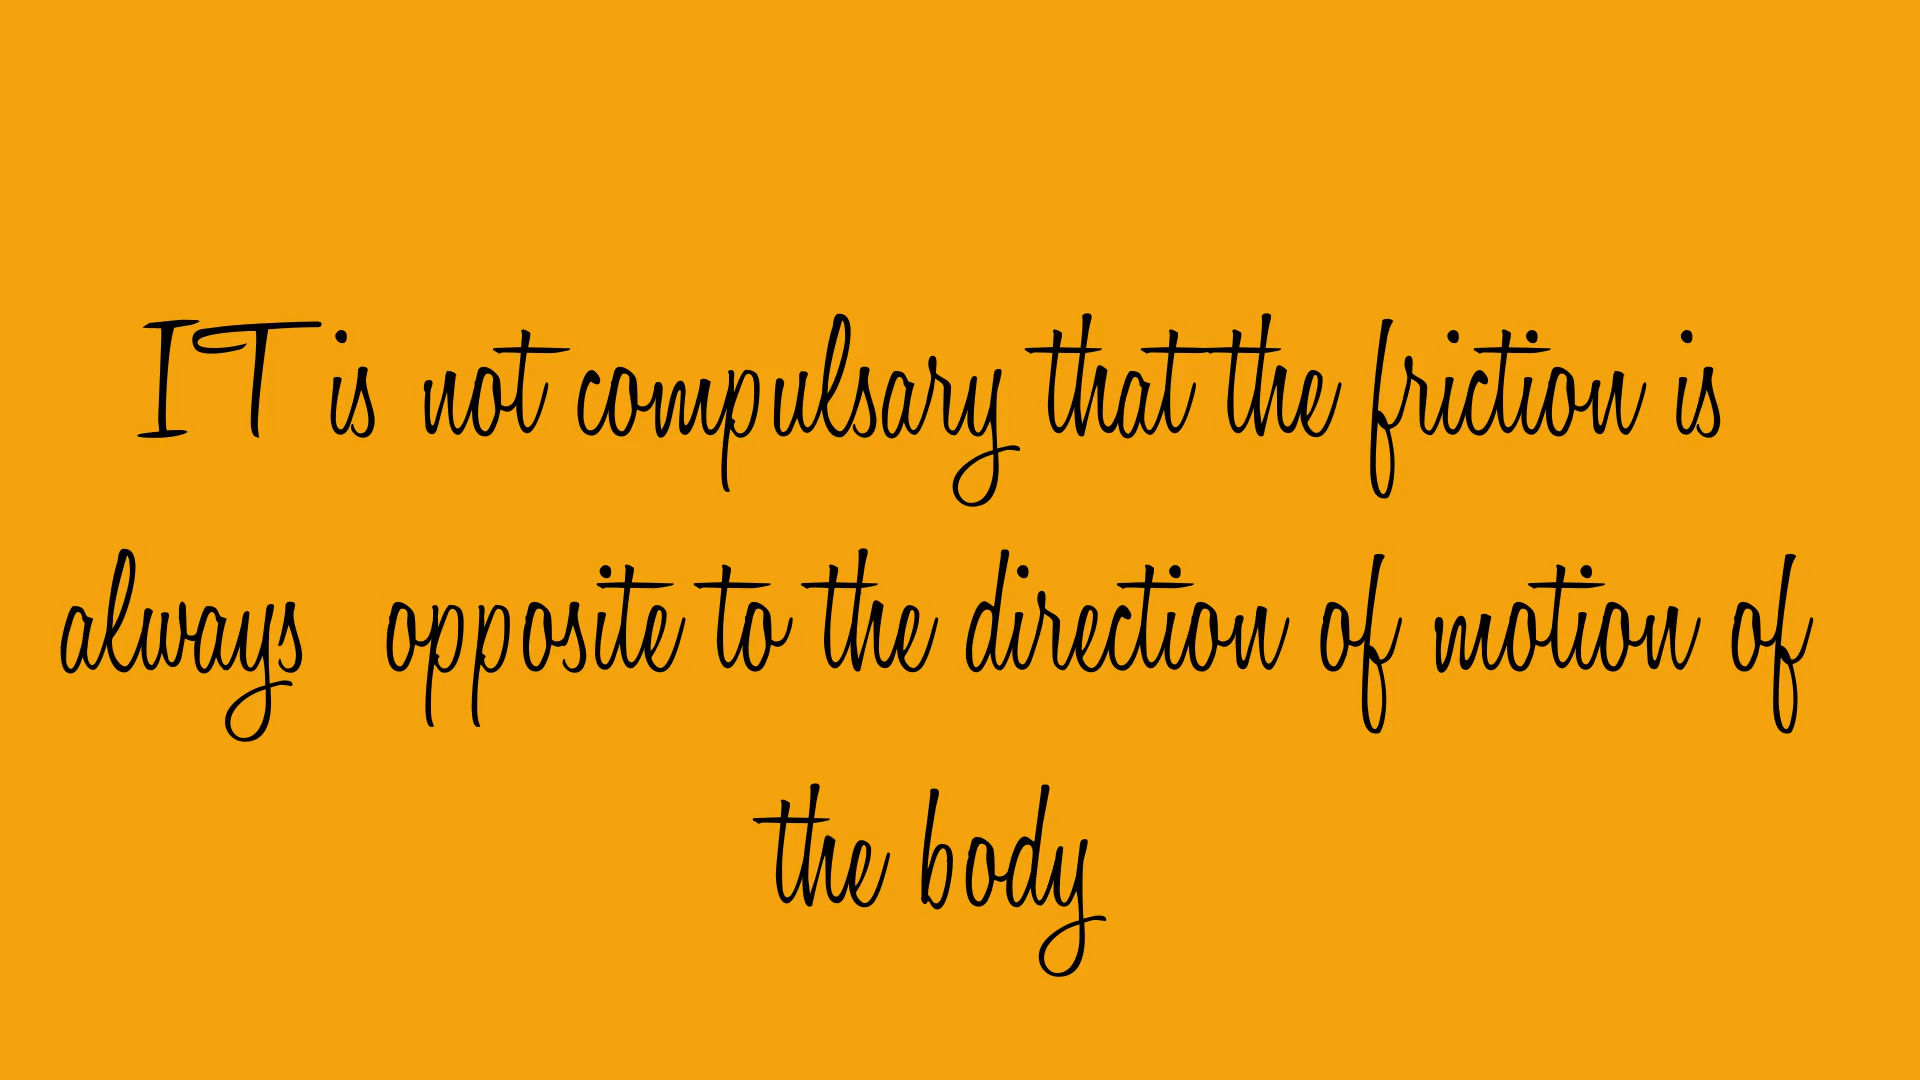 IT is not compulsary that the friction is
always opposite to the direction of motion of
the body